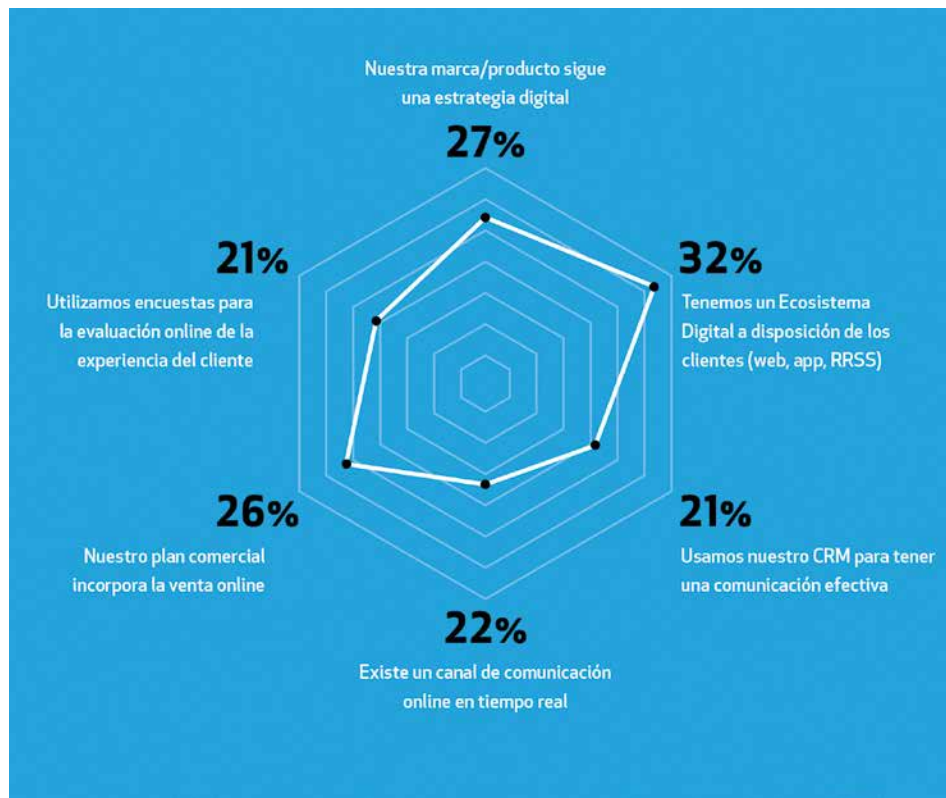 Nuestra marca/producto sigue
una estrategia digital
27%
21%
Utilizamos encuestas para
la evaluación online de la
experiencia del cliente
32%
Tenemos un Ecosistema
Digital a disposición de los
clientes (web, app, RRSS)
26%
Nuestro plan comercial
incorpora la venta online
21%
Usamos nuestro CRM para tener
una comunicación efectiva
22%
Existe un canal de comunicación
online en tiempo real